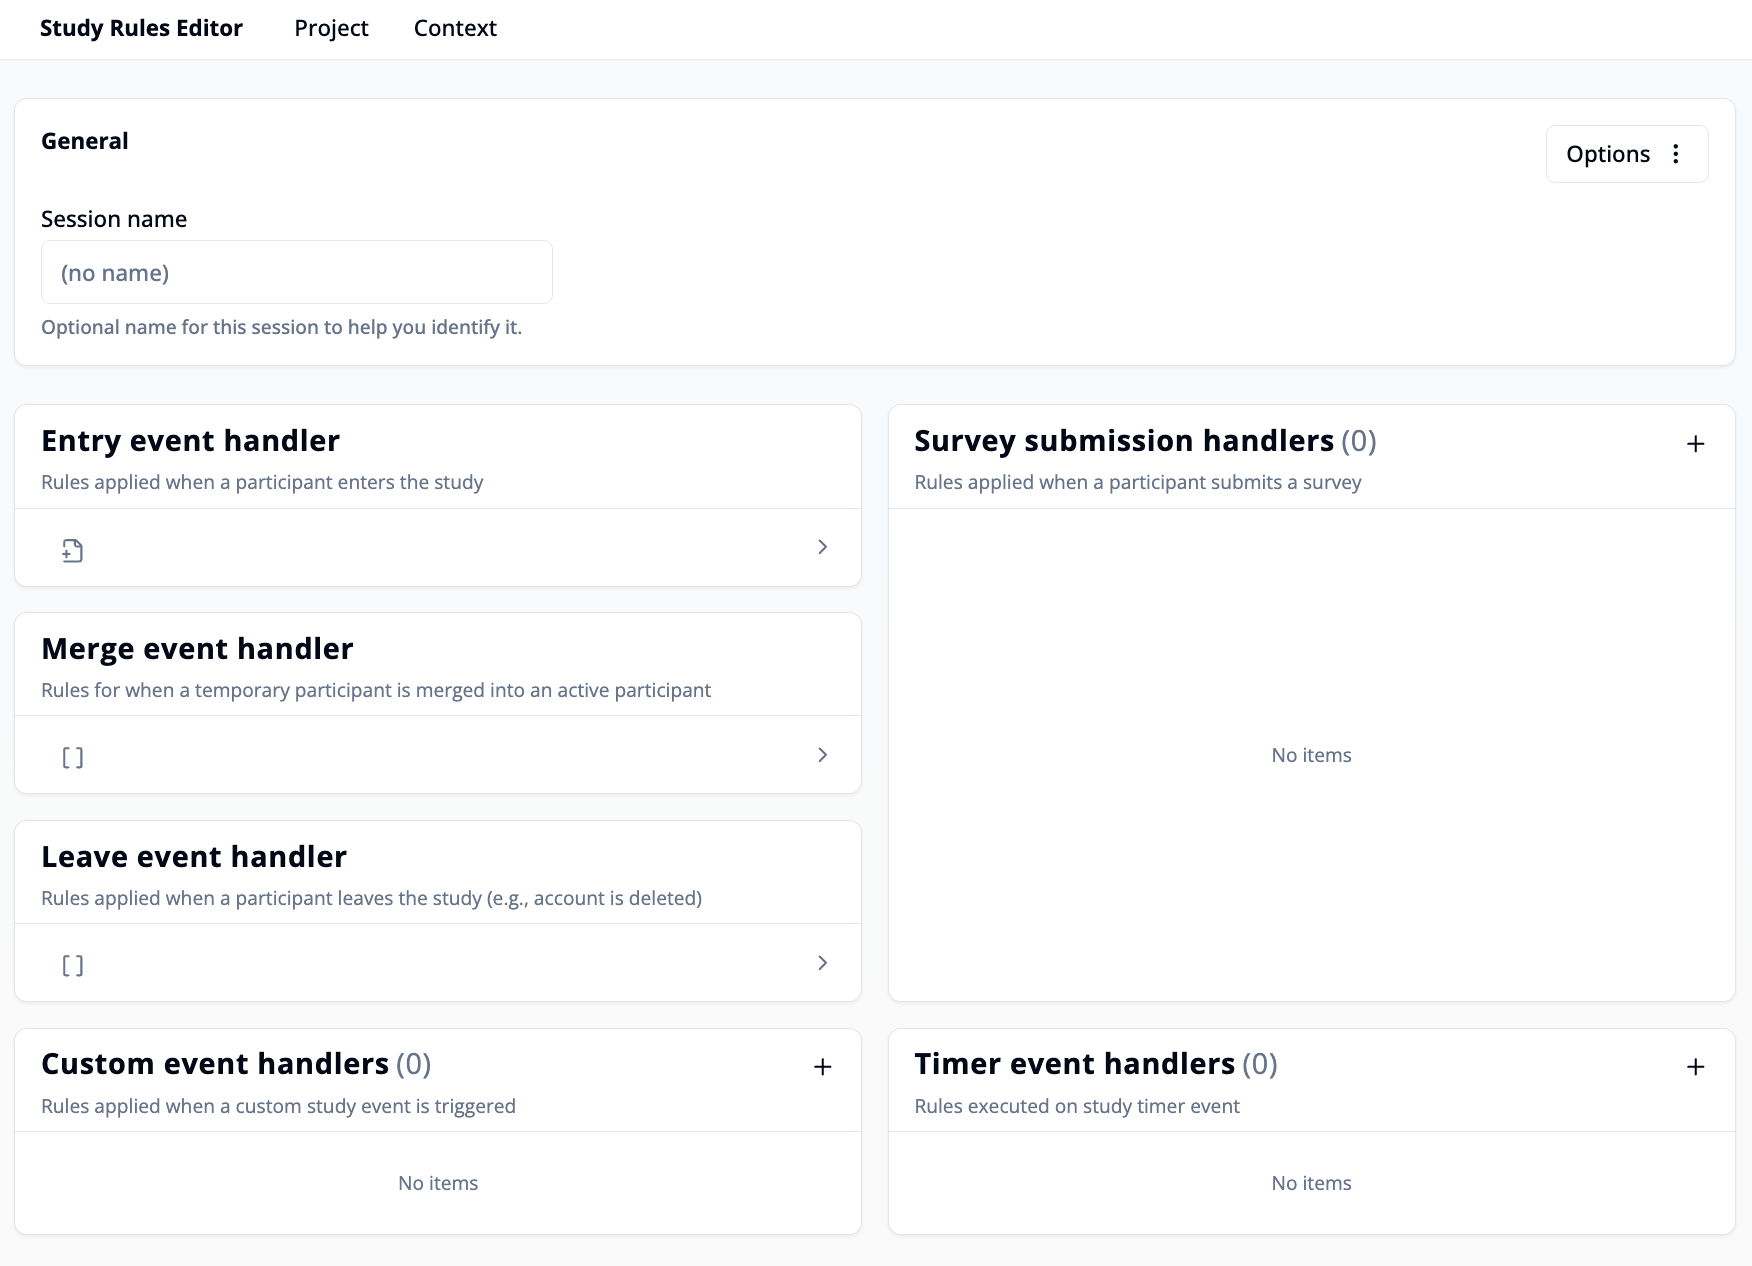 Study Rules Editor Project Context
General
Options
Session name
(no name)
Optional name for this session to help you identify it.
Entry event handler
Rules applied when a participant enters the study
Survey submission handlers (0)
Rules applied when a participant submits a survey
No items
Merge event handler
Rules for when a temporary participant is merged into an active participant
Leave event handler
Rules applied when a participant leaves the study (e.g., account is deleted)
Custom event handlers (0)
Rules applied when a custom study event is triggered
No items
Timer event handlers (0)
Rules executed on study timer event
No items